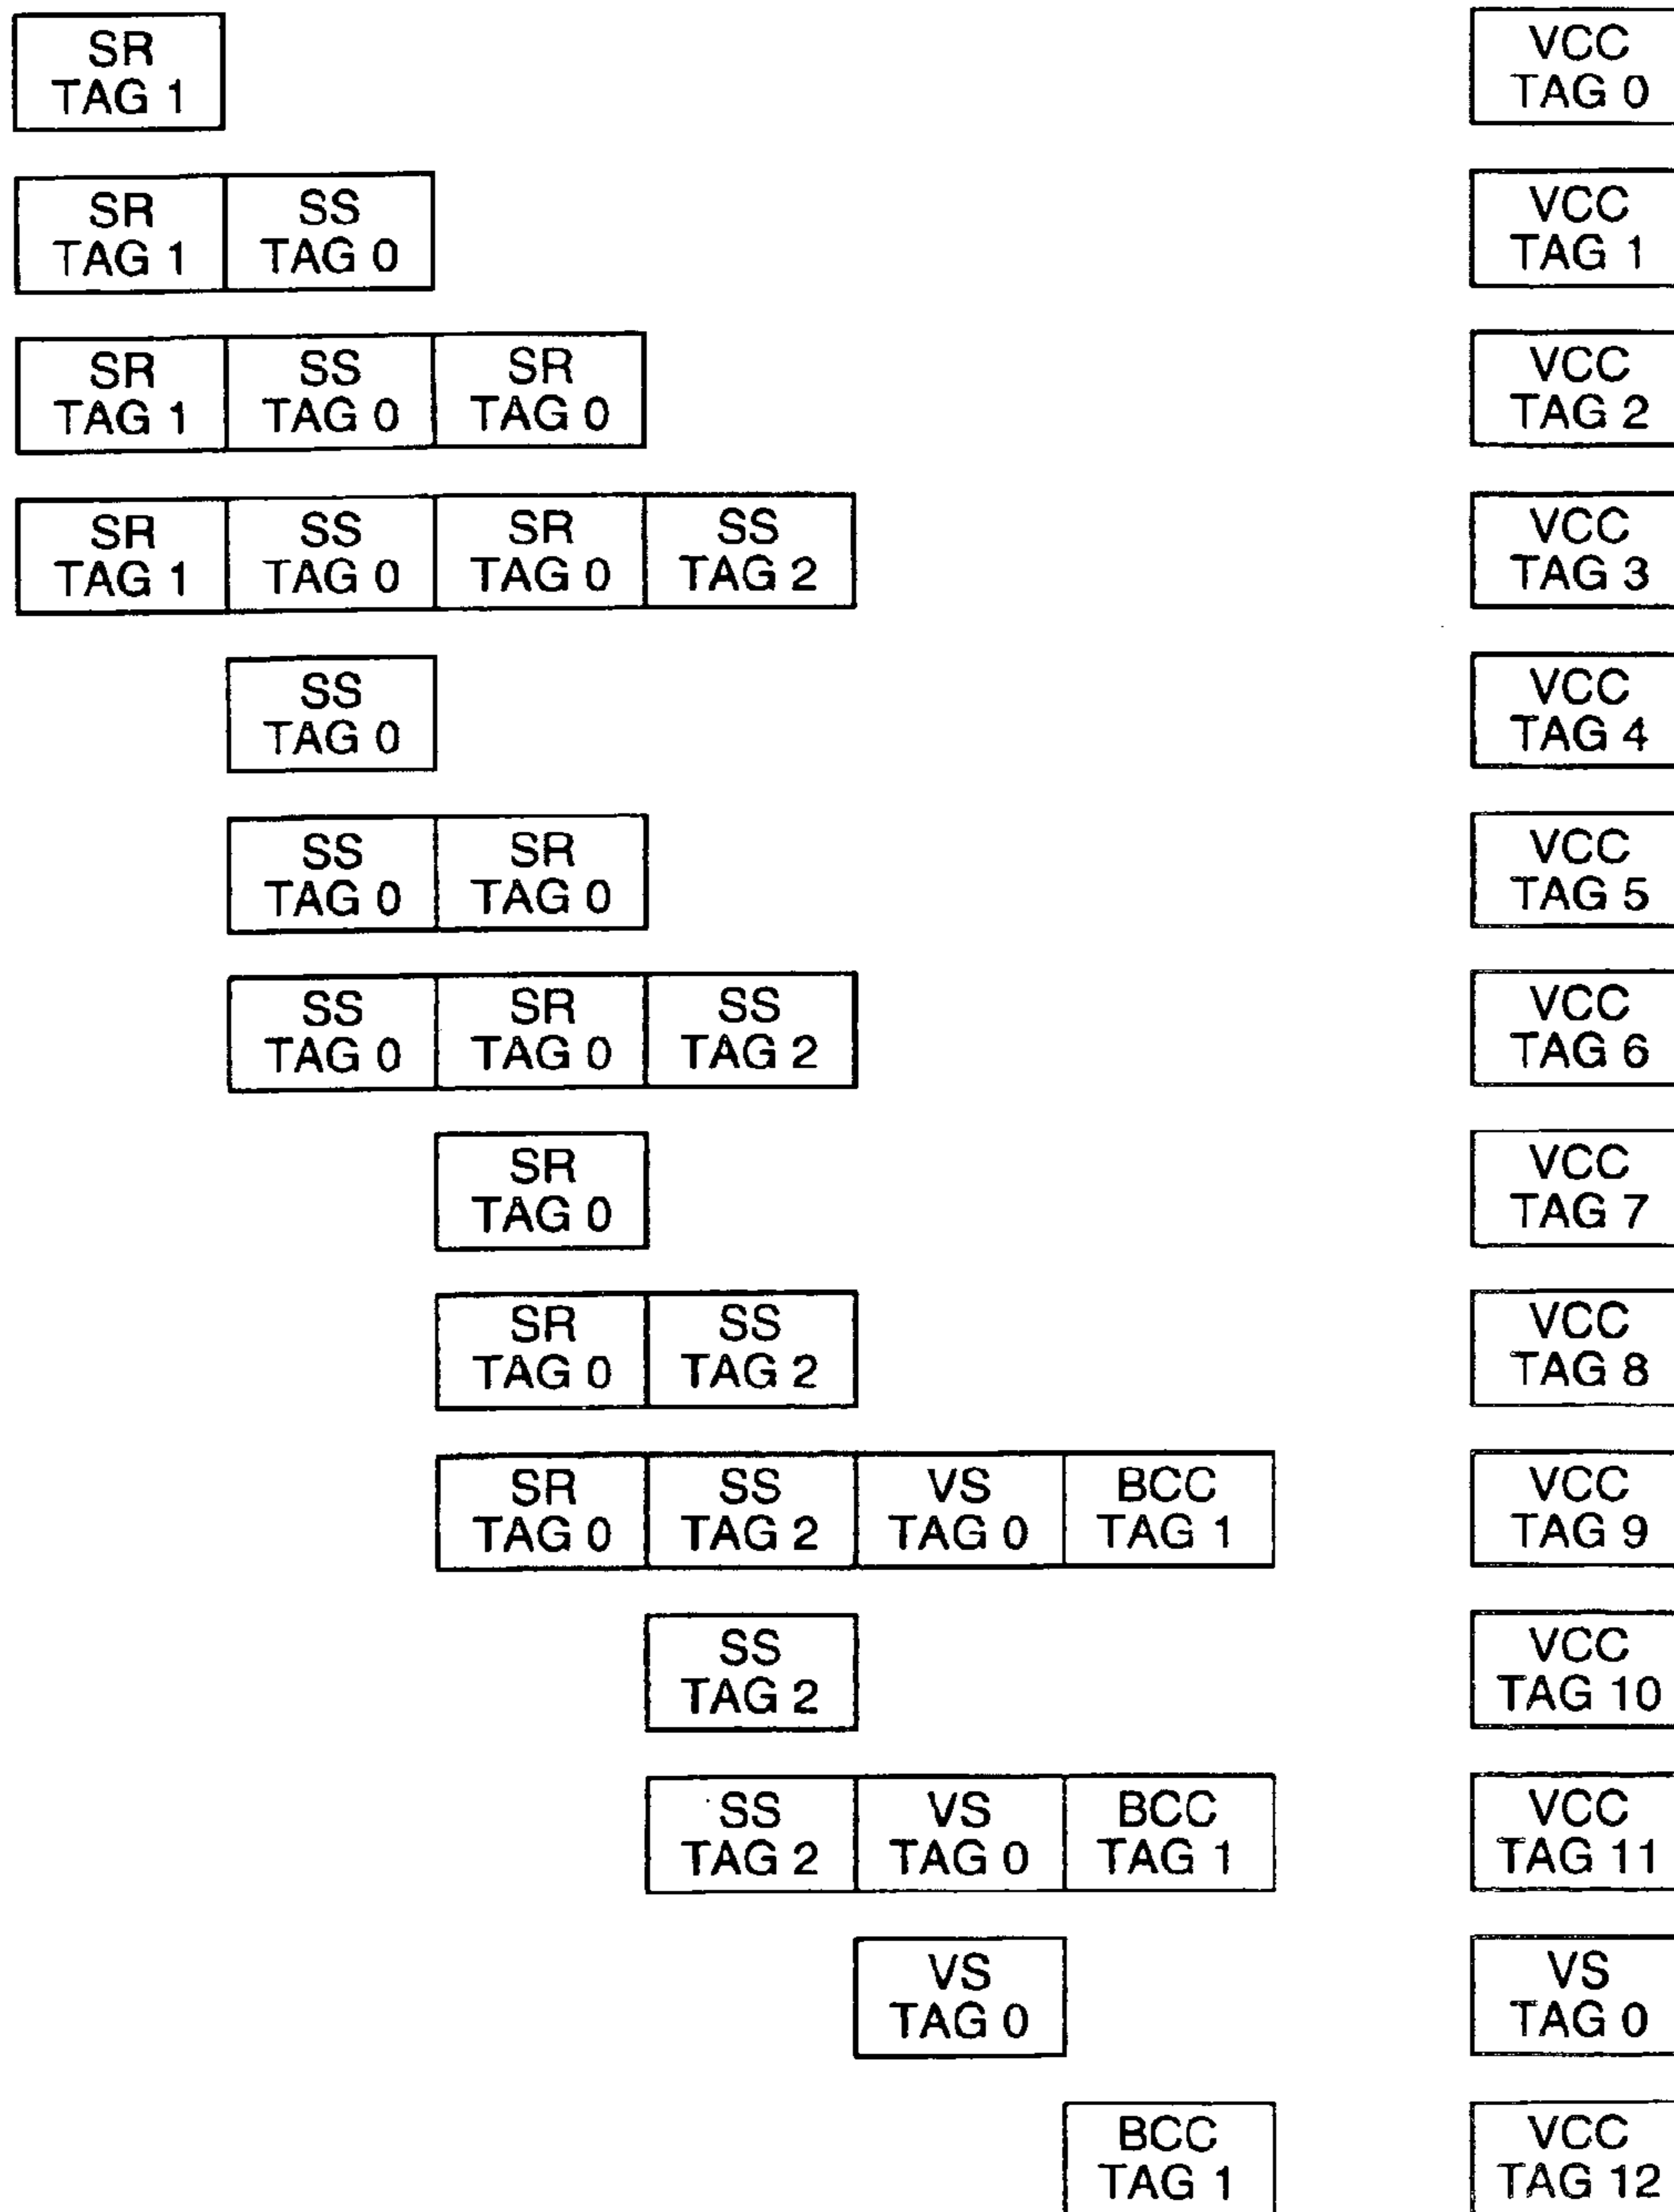 SR VCC
TAG 1 TAG 0
SR SS VCC
TAG 1 TAG 0 TAG 1
SR SS SR VCC
TAG 1 TAG 0 TAG 0 TAG 2
SR SS SR SS VCC
TAG 1 TAG 0 TAG 0 TAG 2 TAG 3
SS VCC
TAG 0 TAG 4
SS SR VCC
TAG 0 TAG 0 TAG 5
SS SR SS VCC
TAG 0 TAG 0 TAG 2 TAG 6
SR VCC
TAG 0 TAG 7
SR SS VCC
TAG 0 TAG 2 TAG 8
SR SS VS BCC VCC
TAG 0 TAG 2 TAG 0 TAG 1 TAG 9
SS VCC
TAG 2 TAG 10
SS VS BCC VCC
TAG 2 TAG 0 TAG 1 TAG 11
VS VS
TAG 0 TAG 0
BCC VCC
TAG 1 TAG 12